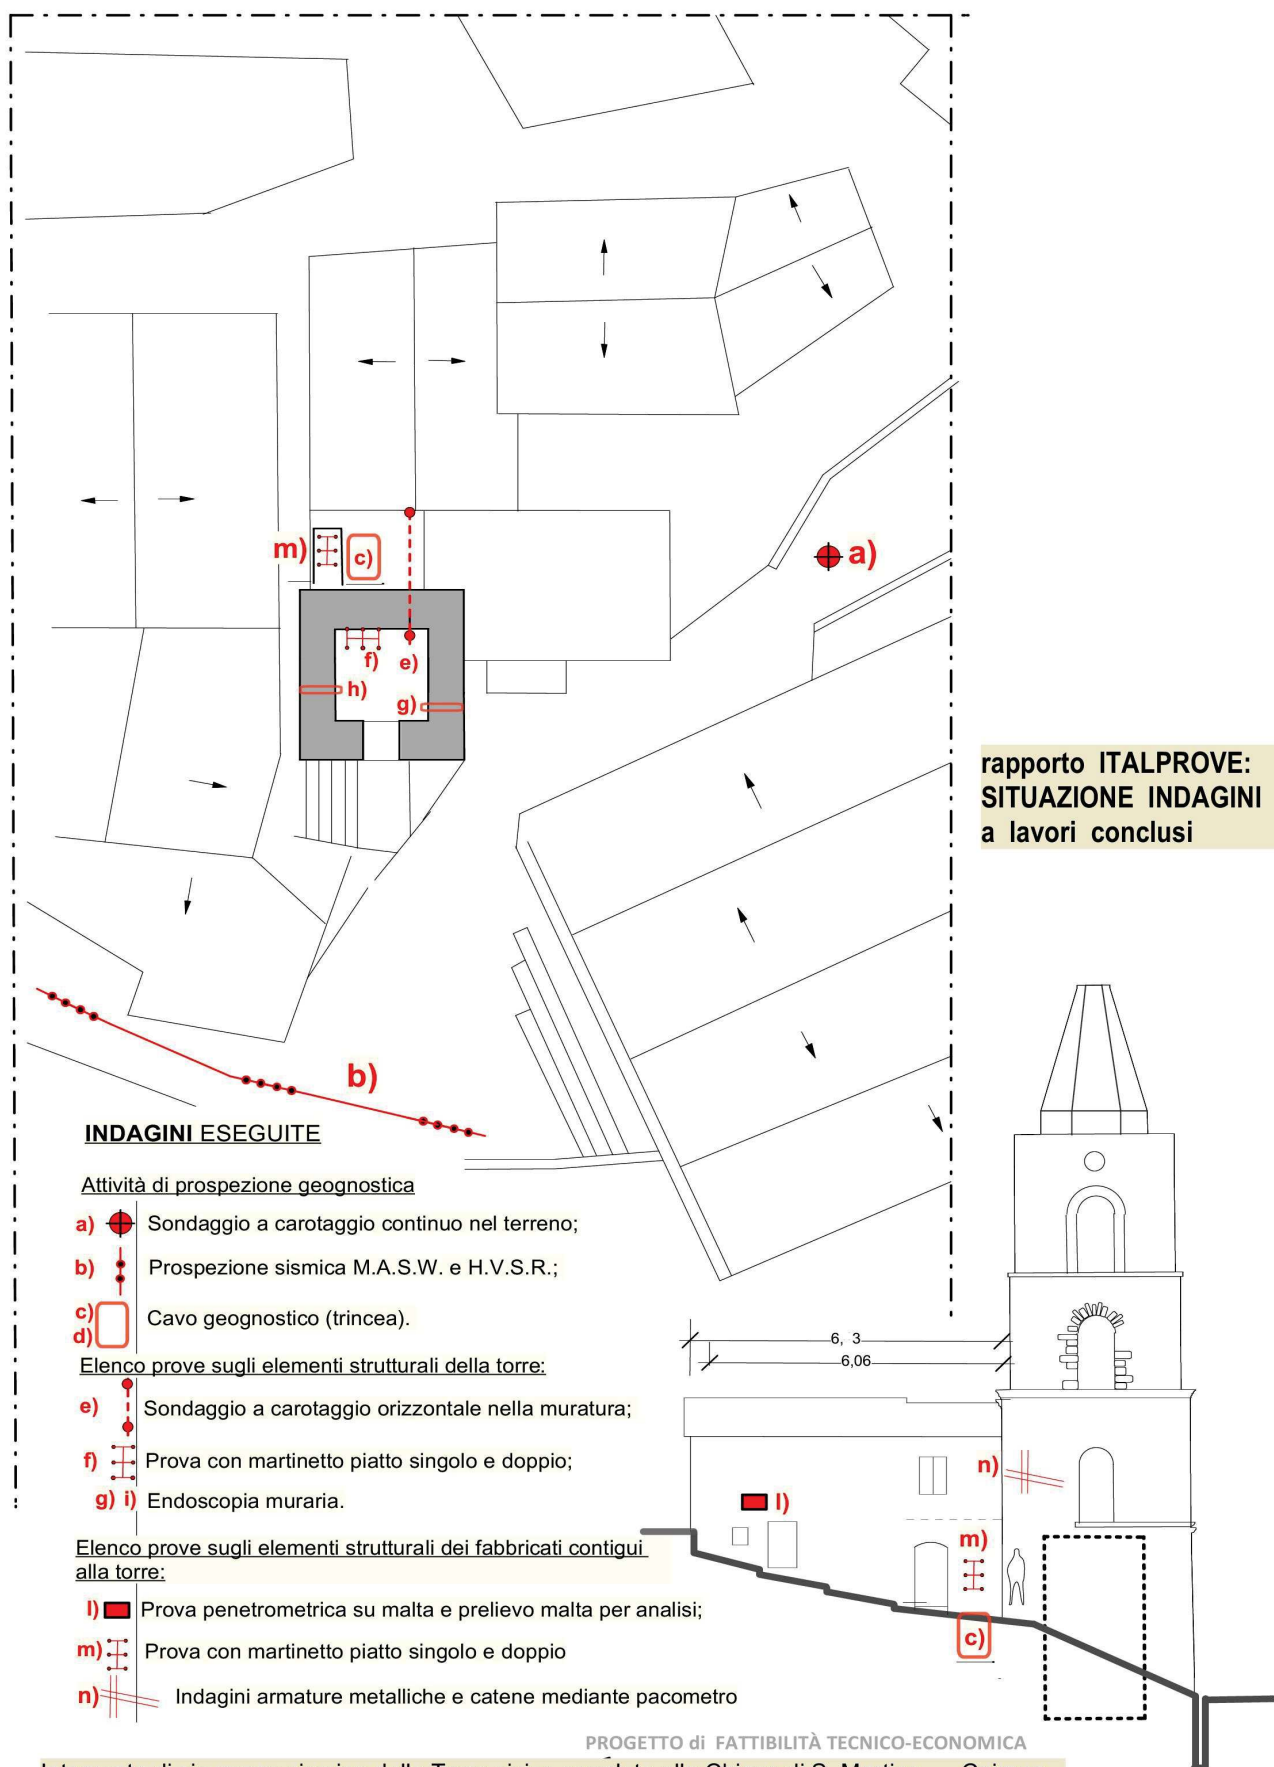 m)
c)
a)
f)
e)
h)
g)
rapporto ITALPROVE:
SITUAZIONE INDAGINI
a lavori conclusi
b)
INDAGINI ESEGUITE
Attività di prospezione geognostica
a) Sondaggio a carotaggio continuo nel terreno;
b) Prospezione sismica M.A.S.W. e H.V.S.R.;
c)
d) Cavo geognostico (trincea).
Elenco prove sugli elementi strutturali della torre:
e) Sondaggio a carotaggio orizzontale nella muratura;
f) Prova con martinetto piatto singolo e doppio;
g) i) Endoscopia muraria.
Elenco prove sugli elementi strutturali dei fabbricati contigui
alla torre:
l) Prova penetrometrica su malta e prelievo malta per analisi;
m) Prova con martinetto piatto singolo e doppio
n) Indagini armature metalliche e catene mediante pacometro
6, 3
6,06
n)
l)
m)
c)
PROGETTO di FATTIBILITÀ TECNICO-ECONOMICA